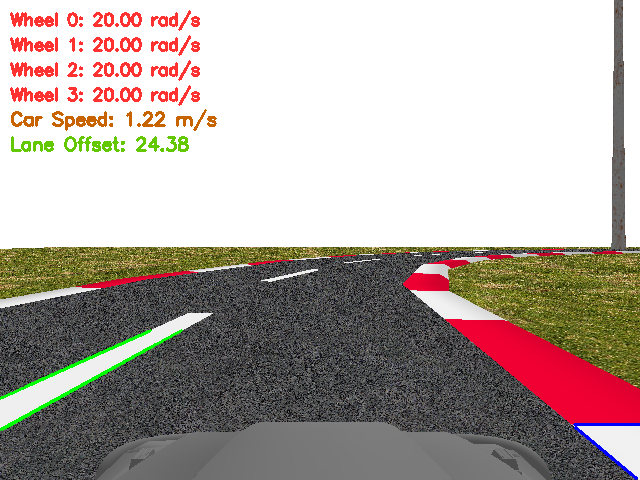 Wheel 0: 20.00 rad/s
Wheel 1: 20.00 rad/s
Wheel 2: 20.00 rad/s
Wheel 3: 20.00 rad/s
Car Speed: 1.22 m/s
Lane Offset: 24.38